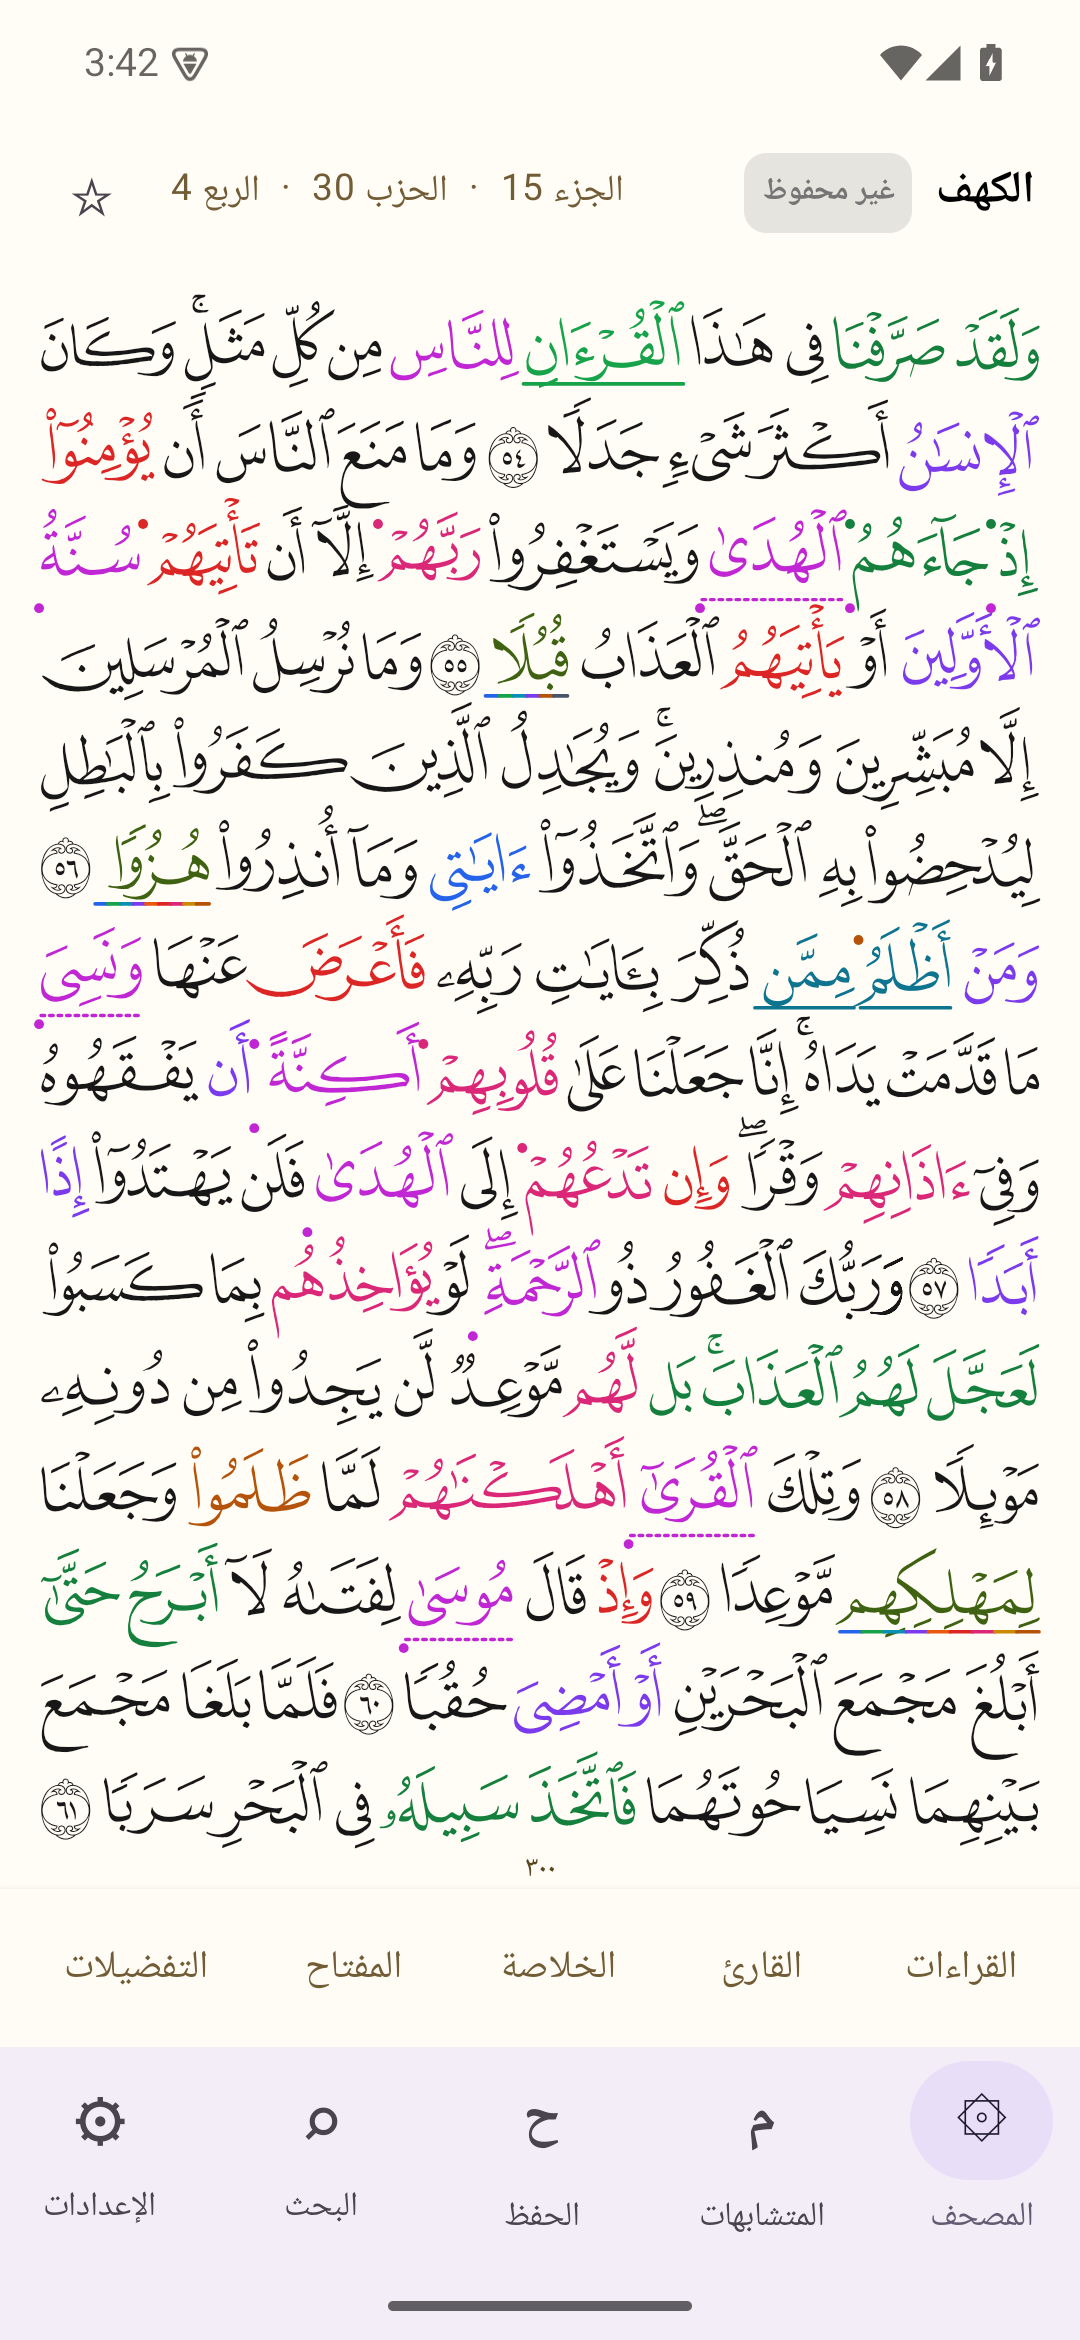 3:42
الكهف
غير محفوظ
الجزء 15 · الحزب 30 · الربع 4
وَلَقَدْ صَرَّفْنَا فِى هَـٰذَا ٱلْقُرْءَانِ لِلنَّاسِ مِن كُلِّ مَثَلٍۢ ۚ وَكَانَ
ٱلْإِنسَـٰنُ أَكْثَرَ شَىْءٍۢ جَدَلًۭا ٥٤ وَمَا مَنَعَ ٱلنَّاسَ أَن يُؤْمِنُوٓا۟
إِذْ جَآءَهُمُ ٱلْهُدَىٰ وَيَسْتَغْفِرُوا۟ رَبَّهُمْ إِلَّآ أَن تَأْتِيَهُمْ سُنَّةُ
ٱلْأَوَّلِينَ أَوْ يَأْتِيَهُمُ ٱلْعَذَابُ قُبُلًۭا ٥٥ وَمَا نُرْسِلُ ٱلْمُرْسَلِينَ
إِلَّا مُبَشِّرِينَ وَمُنذِرِينَ ۚ وَيُجَـٰدِلُ ٱلَّذِينَ كَفَرُوا۟ بِٱلْبَـٰطِلِ
لِيُدْحِضُوا۟ بِهِ ٱلْحَقَّ ۖ وَٱتَّخَذُوٓا۟ ءَايَـٰتِى وَمَآ أُنذِرُوا۟ هُزُوًۭا ٥٦
وَمَنْ أَظْلَمُ مِمَّن ذُكِّرَ بِـَٔايَـٰتِ رَبِّهِۦ فَأَعْرَضَ عَنْهَا وَنَسِىَ
مَا قَدَّمَتْ يَدَاهُ ۚ إِنَّا جَعَلْنَا عَلَىٰ قُلُوبِهِمْ أَكِنَّةً أَن يَفْقَهُوهُ
وَفِىٓ ءَاذَانِهِمْ وَقْرًۭا ۖ وَإِن تَدْعُهُمْ إِلَى ٱلْهُدَىٰ فَلَن يَهْتَدُوٓا۟ إِذًا
أَبَدًۭا ٥٧ وَرَبُّكَ ٱلْغَفُورُ ذُو ٱلرَّحْمَةِ ۖ لَوْ يُؤَاخِذُهُم بِمَا كَسَبُوا۟
لَعَجَّلَ لَهُمُ ٱلْعَذَابَ ۚ بَل لَّهُم مَّوْعِدٌۭ لَّن يَجِدُوا۟ مِن دُونِهِۦ
مَوْئِلًۭا ٥٨ وَتِلْكَ ٱلْقُرَىٰٓ أَهْلَكْنَـٰهُمْ لَمَّا ظَلَمُوا۟ وَجَعَلْنَا
لِمَهْلِكِهِم مَّوْعِدًۭا ٥٩ وَإِذْ قَالَ مُوسَىٰ لِفَتَىٰهُ لَآ أَبْرَحُ حَتَّىٰٓ
أَبْلُغَ مَجْمَعَ ٱلْبَحْرَيْنِ أَوْ أَمْضِىَ حُقُبًۭا ٦٠ فَلَمَّا بَلَغَا مَجْمَعَ
بَيْنِهِمَا نَسِيَا حُوتَهُمَا فَٱتَّخَذَ سَبِيلَهُۥ فِى ٱلْبَحْرِ سَرَبًۭا ٦١
٣٠٠
القراءات القارئ الخلاصة المفتاح التفضيلات
م ح
المصحف المتشابهات الحفظ البحث الإعدادات